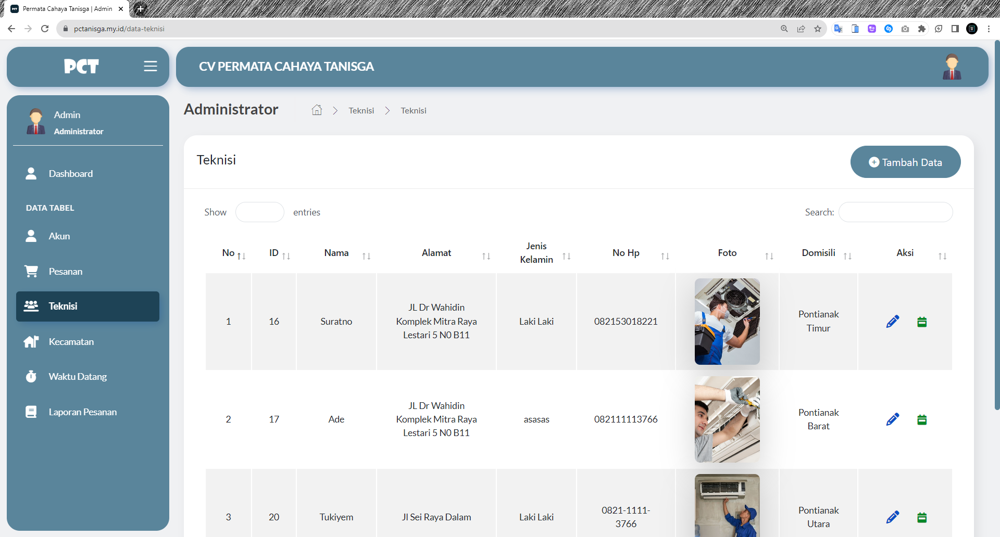 PCT
Permata Cahaya Tanisga | Admin
pctanisga.my.id/data-teknisi
PCT
CV PERMATA CAHAYA TANISGA
Admin
Administrator
Dashboard
DATA TABEL
Akun
Pesanan
Teknisi
Kecamatan
Waktu Datang
Laporan Pesanan
Administrator
Teknisi
Teknisi
Teknisi
Tambah Data
Show
entries
Search:
No
ID
Nama
Alamat
Jenis
Kelamin
No Hp
Foto
Domisili
Aksi
1
16
Suratno
JL Dr Wahidin
Komplek Mitra Raya
Lestari 5 N0 B11
Laki Laki
082153018221
Pontianak
Timur
2
17
Ade
JL Dr Wahidin
Komplek Mitra Raya
Lestari 5 N0 B11
asasas
082111113766
Pontianak
Barat
3
20
Tukiyem
Jl Sei Raya Dalam
Laki Laki
0821-1111-
3766
Pontianak
Utara